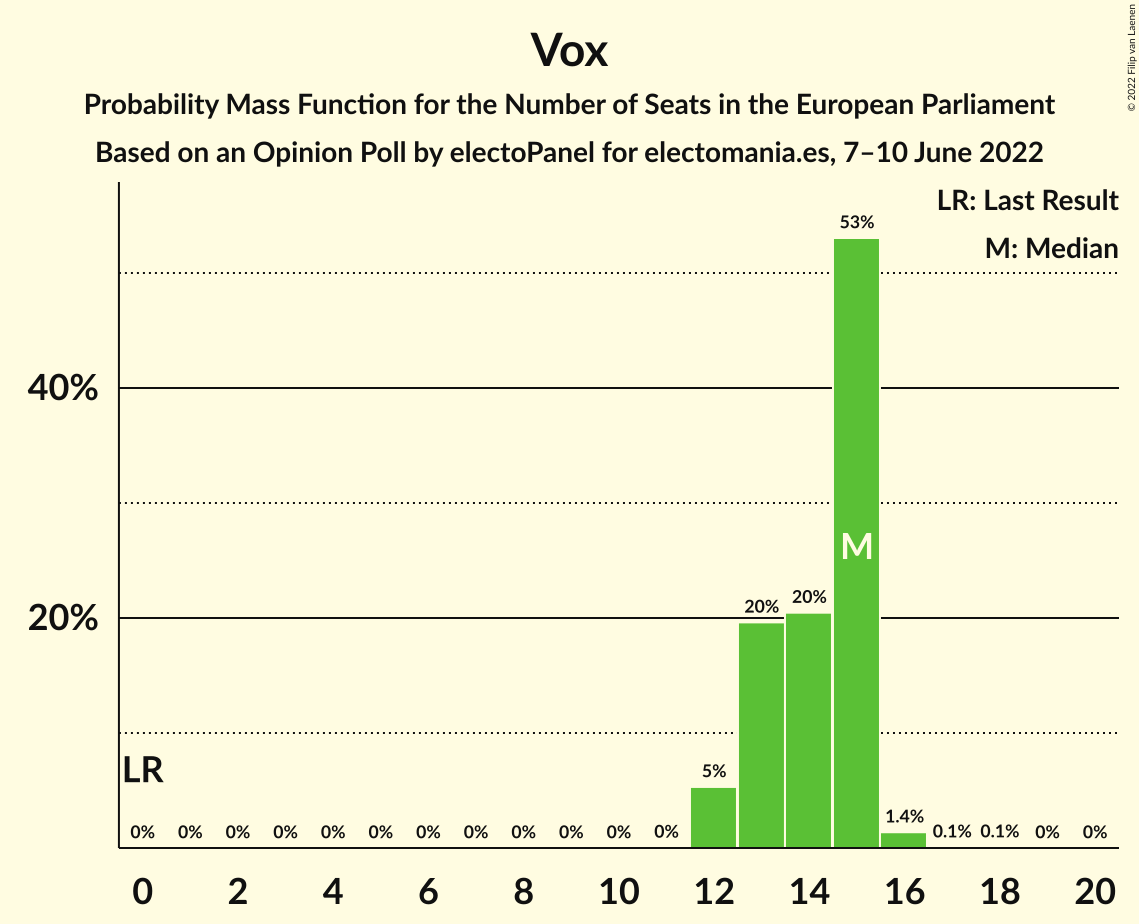 Vox
Probability Mass Function for the Number of Seats in the European Parliament
Based on an Opinion Poll by electoPanel for electomania.es, 7–10 June 2022
© 2022 Filip van Laenen
LR: Last Result
M: Median
53%
40%
M
20%
20% 20%
LR
5%
1.4%
0% 0% 0% 0% 0% 0% 0% 0% 0% 0% 0% 0% 0.1% 0.1% 0% 0%
0 2 4 6 8 10 12 14 16 18 20